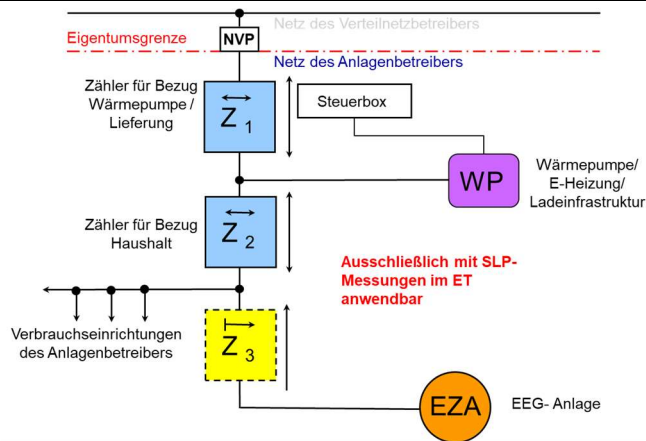 Netz des Verteilnetzbetreibers
Eigentumsgrenze
NVP
Netz des Anlagenbetreibers
Zähler für Bezug
Wärmepumpe /
Lieferung
Z 1
Steuerbox
WP
Wärmepumpe/
E-Heizung/
Ladeinfrastruktur
Zähler für Bezug
Haushalt
Z 2
Ausschließlich mit SLP-
Messungen im ET
anwendbar
Verbrauchseinrichtungen
des Anlagenbetreibers
Z 3
EZA
EEG- Anlage